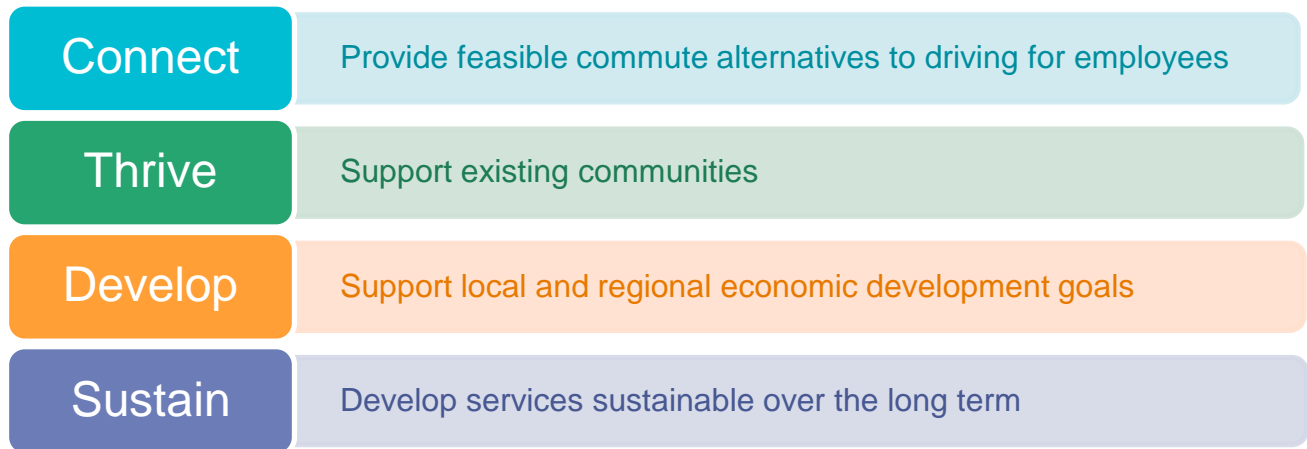 Connect
Provide feasible commute alternatives to driving for employees
Thrive
Support existing communities
Develop
Support local and regional economic development goals
Sustain
Develop services sustainable over the long term